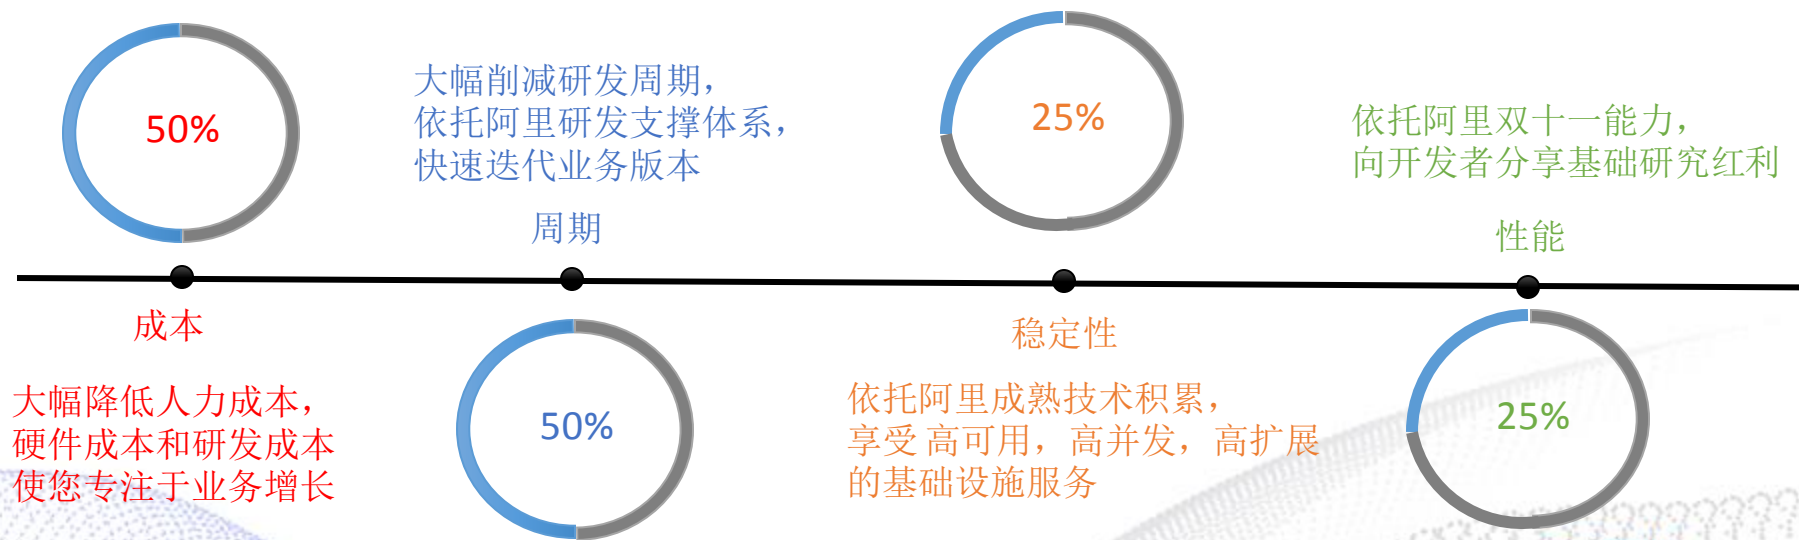 50%
成本
大幅降低人力成本，
硬件成本和研发成本
使您专注于业务增长
大幅削减研发周期，
依托阿里研发支撑体系，
快速迭代业务版本
周期
50%
25%
稳定性
依托阿里成熟技术积累，
享受 高可用，高并发，高扩展
的基础设施服务
依托阿里双十一能力，
向开发者分享基础研究红利
性能
25%